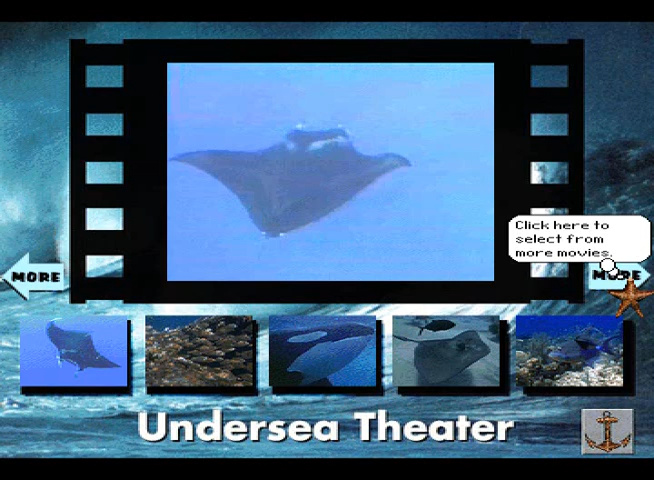 Click here to
select from
more movies.
MORE
MORE
Undersea Theater